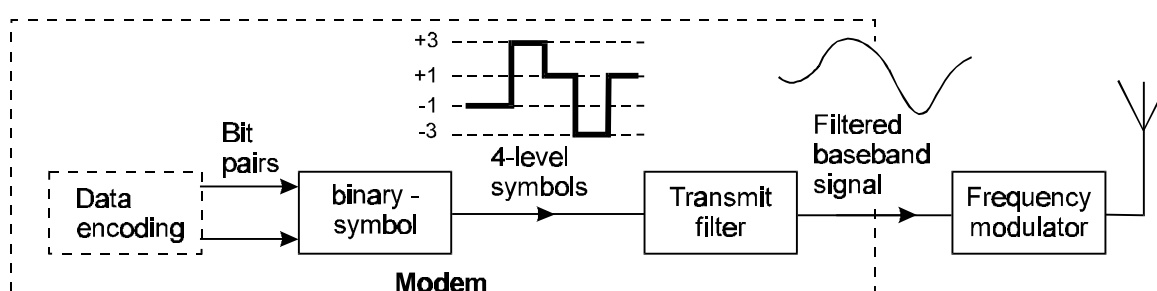 +3
+1
-1
-3
Bit
pairs
4-level
symbols
Filtered
baseband
signal
Data
encoding
binary -
symbol
Transmit
filter
Frequency
modulator
Modem